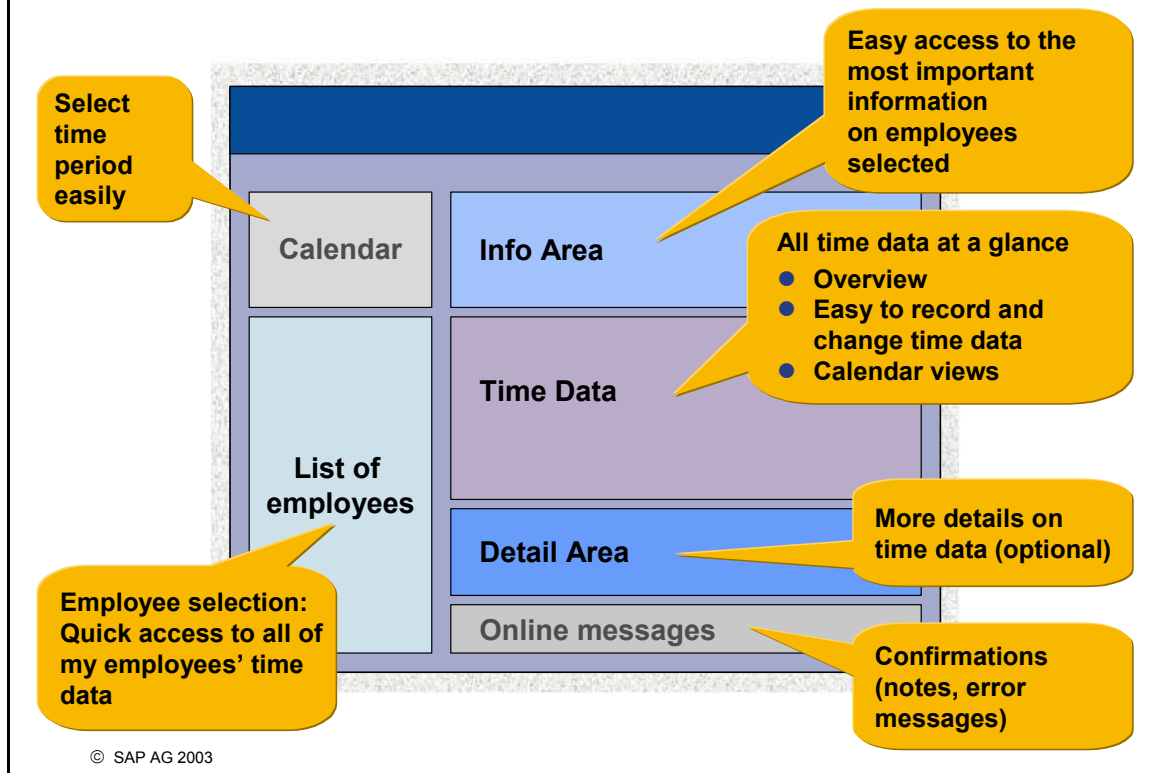 Easy access to the
most important
information
on employees
selected
Select
time
period
easily
Calendar
Info Area
All time data at a glance
● Overview
● Easy to record and
change time data
● Calendar views
Time Data
List of
employees
More details on
time data (optional)
Detail Area
Employee selection:
Quick access to all of
my employees’ time
data
Online messages
Confirmations
(notes, error
messages)
© SAP AG 2003